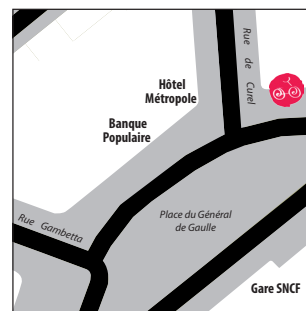 Rue de Curel
Hôtel
Métropole
Banque
Populaire
Rue Gambetta
Place du Général
de Gaulle
Gare SNCF